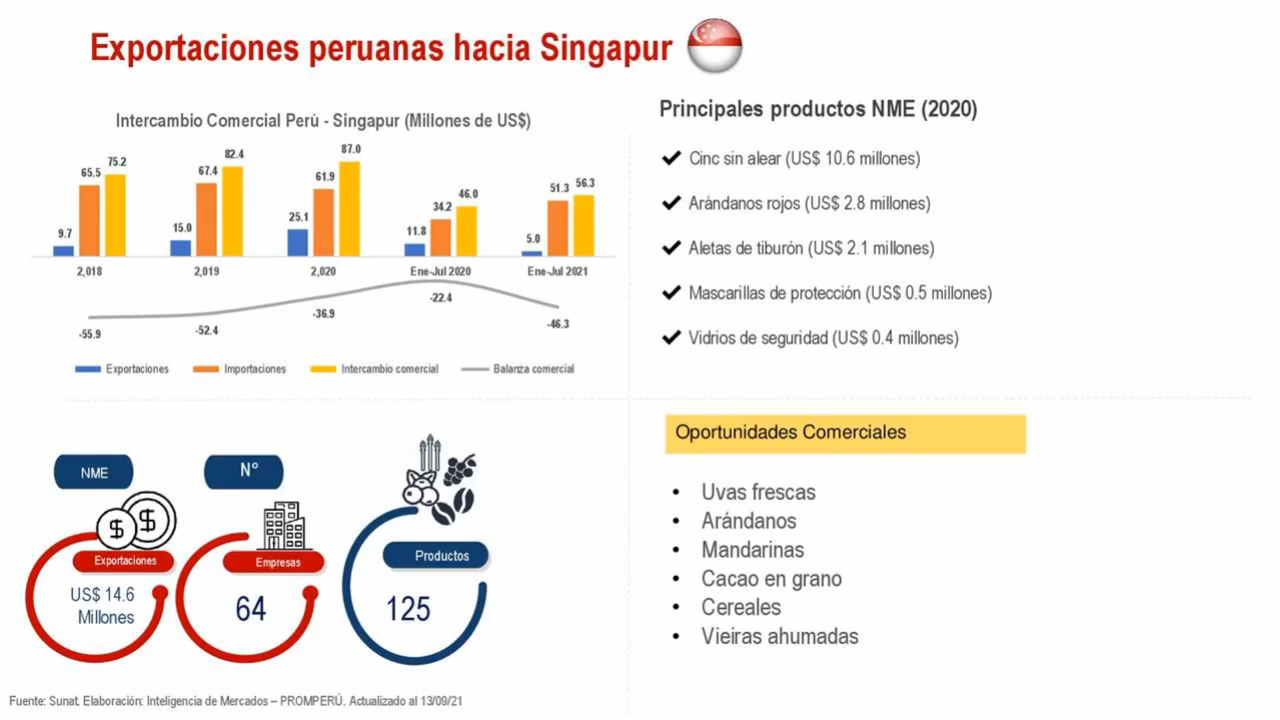 Exportaciones peruanas hacia Singapur
Intercambio Comercial Perú - Singapur (Millones de US$)
9.7 65.5 75.2
15.0 67.4 82.4
25.1 61.9 87.0
11.8 34.2 46.0
5.0 51.3 56.3
2,018 2,019 2,020 Ene-Jul 2020 Ene-Jul 2021
-55.9 -52.4 -36.9 -22.4 -46.3
Exportaciones Importaciones Intercambio comercial Balanza comercial
Principales productos NME (2020)
✔ Cinc sin alear (US$ 10.6 millones)
✔ Arándanos rojos (US$ 2.8 millones)
✔ Aletas de tiburón (US$ 2.1 millones)
✔ Mascarillas de protección (US$ 0.5 millones)
✔ Vidrios de seguridad (US$ 0.4 millones)
NME
Exportaciones
US$ 14.6
Millones
N°
Empresas
64
Productos
125
Oportunidades Comerciales
• Uvas frescas
• Arándanos
• Mandarinas
• Cacao en grano
• Cereales
• Vieiras ahumadas
Fuente: Sunat. Elaboración: Inteligencia de Mercados – PROMPERÚ. Actualizado al 13/09/21